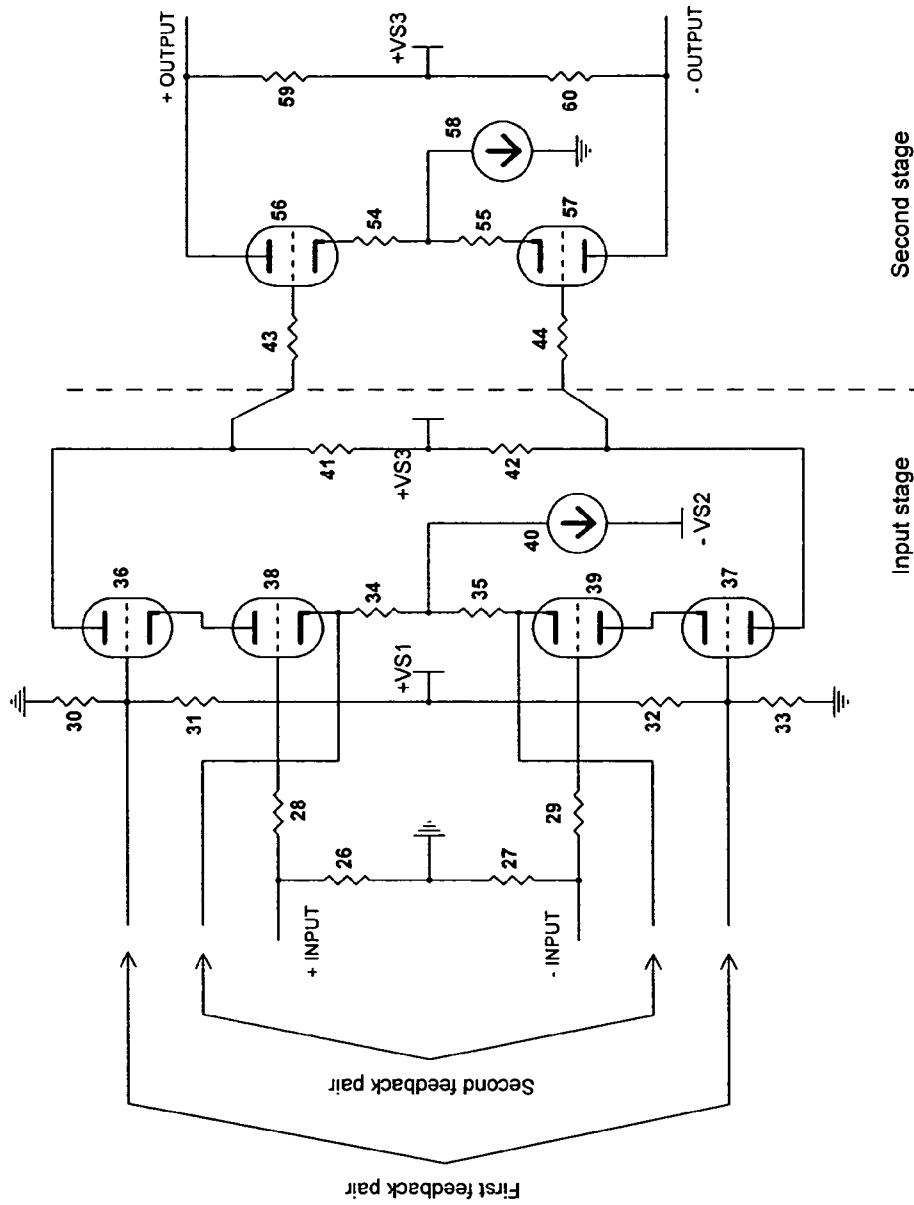 + OUTPUT
59
+VS3
60
- OUTPUT
58
56
54
55
57
43
44
Second stage
41
+VS3
42
40
- VS2
36
38
34
35
39
37
+VS1
30
31
32
33
28
29
26
27
+ INPUT
- INPUT
Input stage
Second feedback pair
First feedback pair